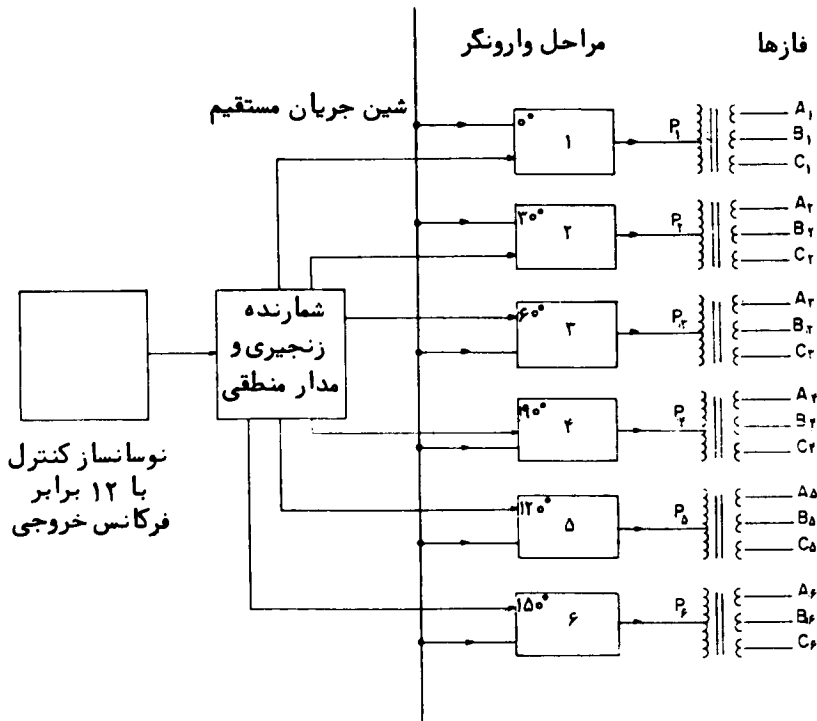 مراحل وارونگر
فازها
شین جریان مستقیم
۰°
۱
P۱
A۱
B۱
C۱
۳۰°
۲
P۲
A۲
B۲
C۲
۶۰°
۳
P۳
A۳
B۳
C۳
۹۰°
۴
P۴
A۴
B۴
C۴
۱۲۰°
۵
P۵
A۵
B۵
C۵
۱۵۰°
۶
P۶
A۶
B۶
C۶
شمارنده
زنجیری و
مدار منطقی
نوسانساز کنترل
با ۱۲ برابر
فرکانس خروجی